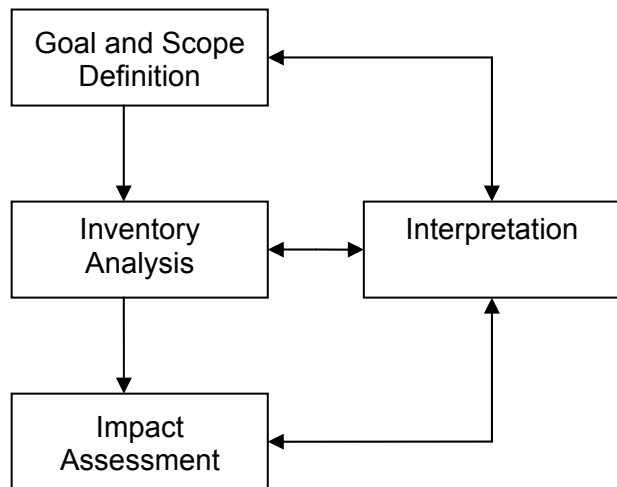 Goal and Scope
Definition
Inventory
Analysis
Interpretation
Impact
Assessment